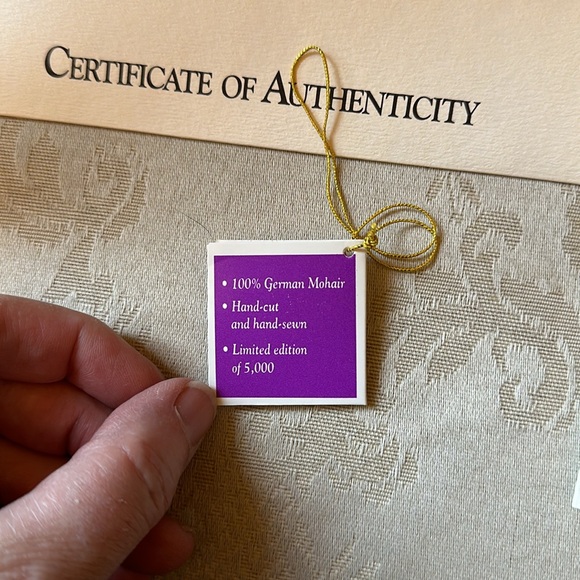 CERTIFICATE OF AUTHENTICITY
• 100% German Mohair
• Hand-cut
and hand-sewn
• Limited edition
of 5,000